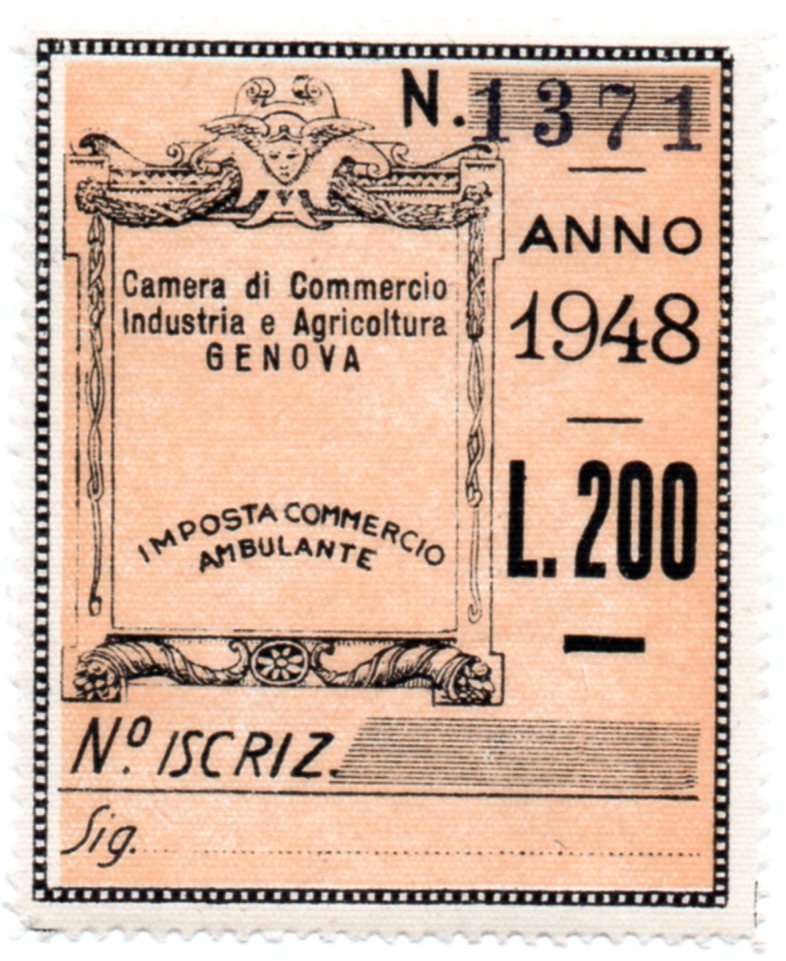 N. 1371
ANNO
1948
L. 200
Camera di Commercio
Industria e Agricoltura
GENOVA
IMPOSTA COMMERCIO
AMBULANTE
Nº. ISCRIZ.
Sig.